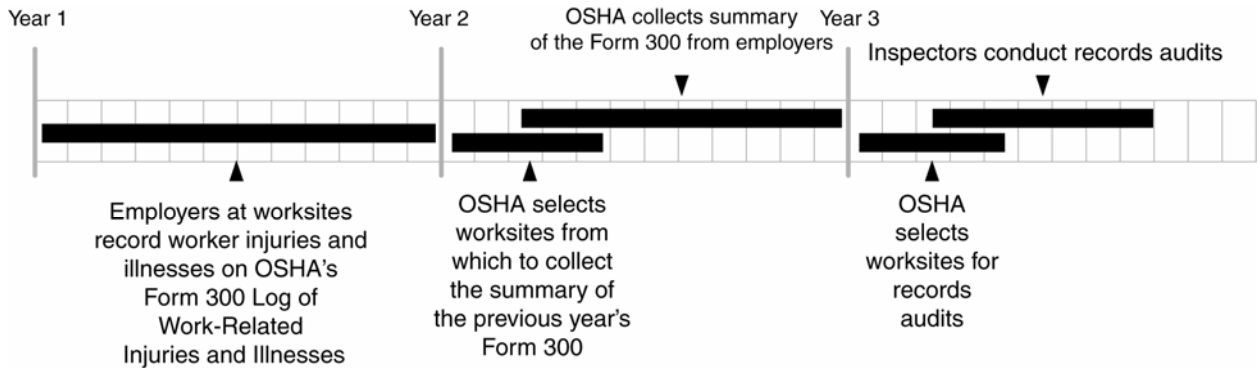 Year 1
Year 2
OSHA collects summary
of the Form 300 from employers
Year 3
Inspectors conduct records audits
Employers at worksites
record worker injuries and
illnesses on OSHA's
Form 300 Log of
Work-Related
Injuries and Illnesses
OSHA selects
worksites from
which to collect
the summary of
the previous year's
Form 300
OSHA
selects
worksites for
records
audits